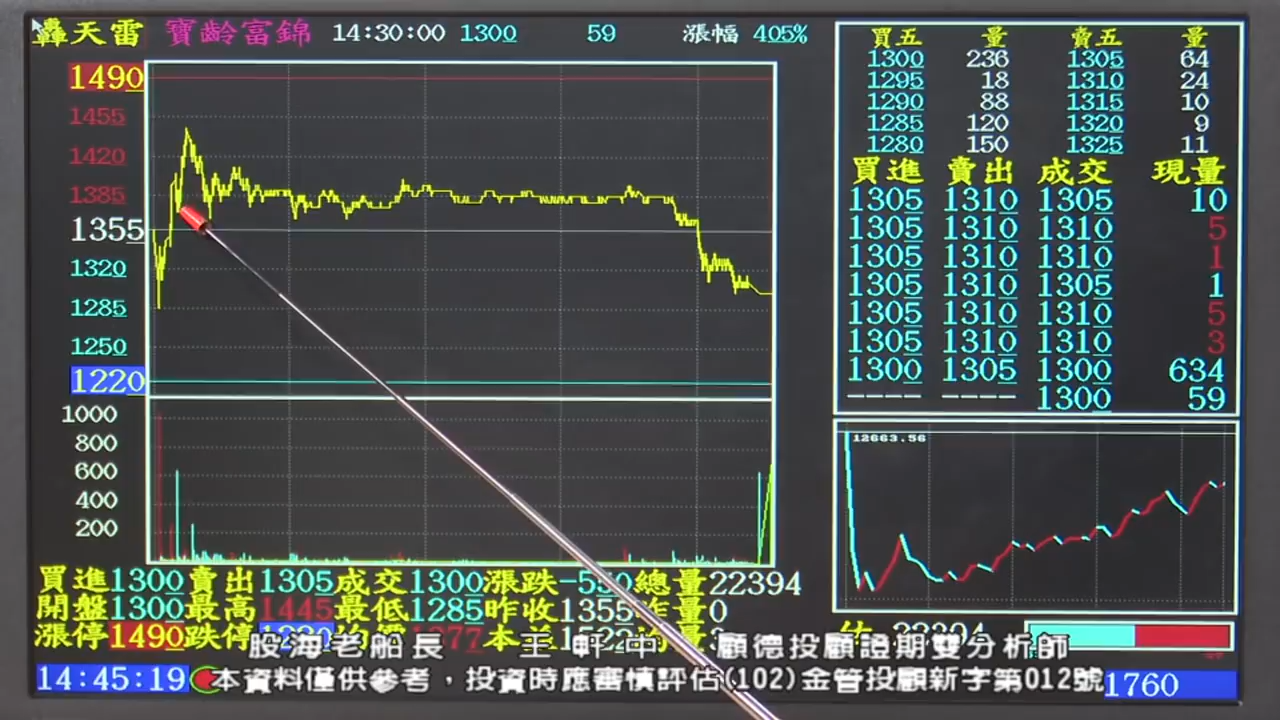 轟天雷 寶齡富錦 14:30:00 1300 59 漲幅 405%
1490
1455
1420
1385
1355
1320
1285
1250
1220
1000
800
600
400
200
買五 量 賣五 量
1300 236 1305 64
1295 18 1310 24
1290 88 1315 10
1285 120 1320 9
1280 150 1325 11
買進 賣出 成交 現量
1305 1310 1305 10
1305 1310 1310 5
1305 1310 1310 1
1305 1310 1305 1
1305 1310 1310 5
1305 1310 1310 3
1300 1305 1300 634
---- ---- 1300 59
12663.56
買進1300賣出1305成交1300漲跌-550總量22394
開盤1300最高1445最低1285昨收1355昨量0
漲停1490跌停
股海老船長 王軒中 顧德投顧證期雙分析師
14:45:19 本資料僅供參考，投資時應審慎評估(102)金管投顧新字第012號 1760